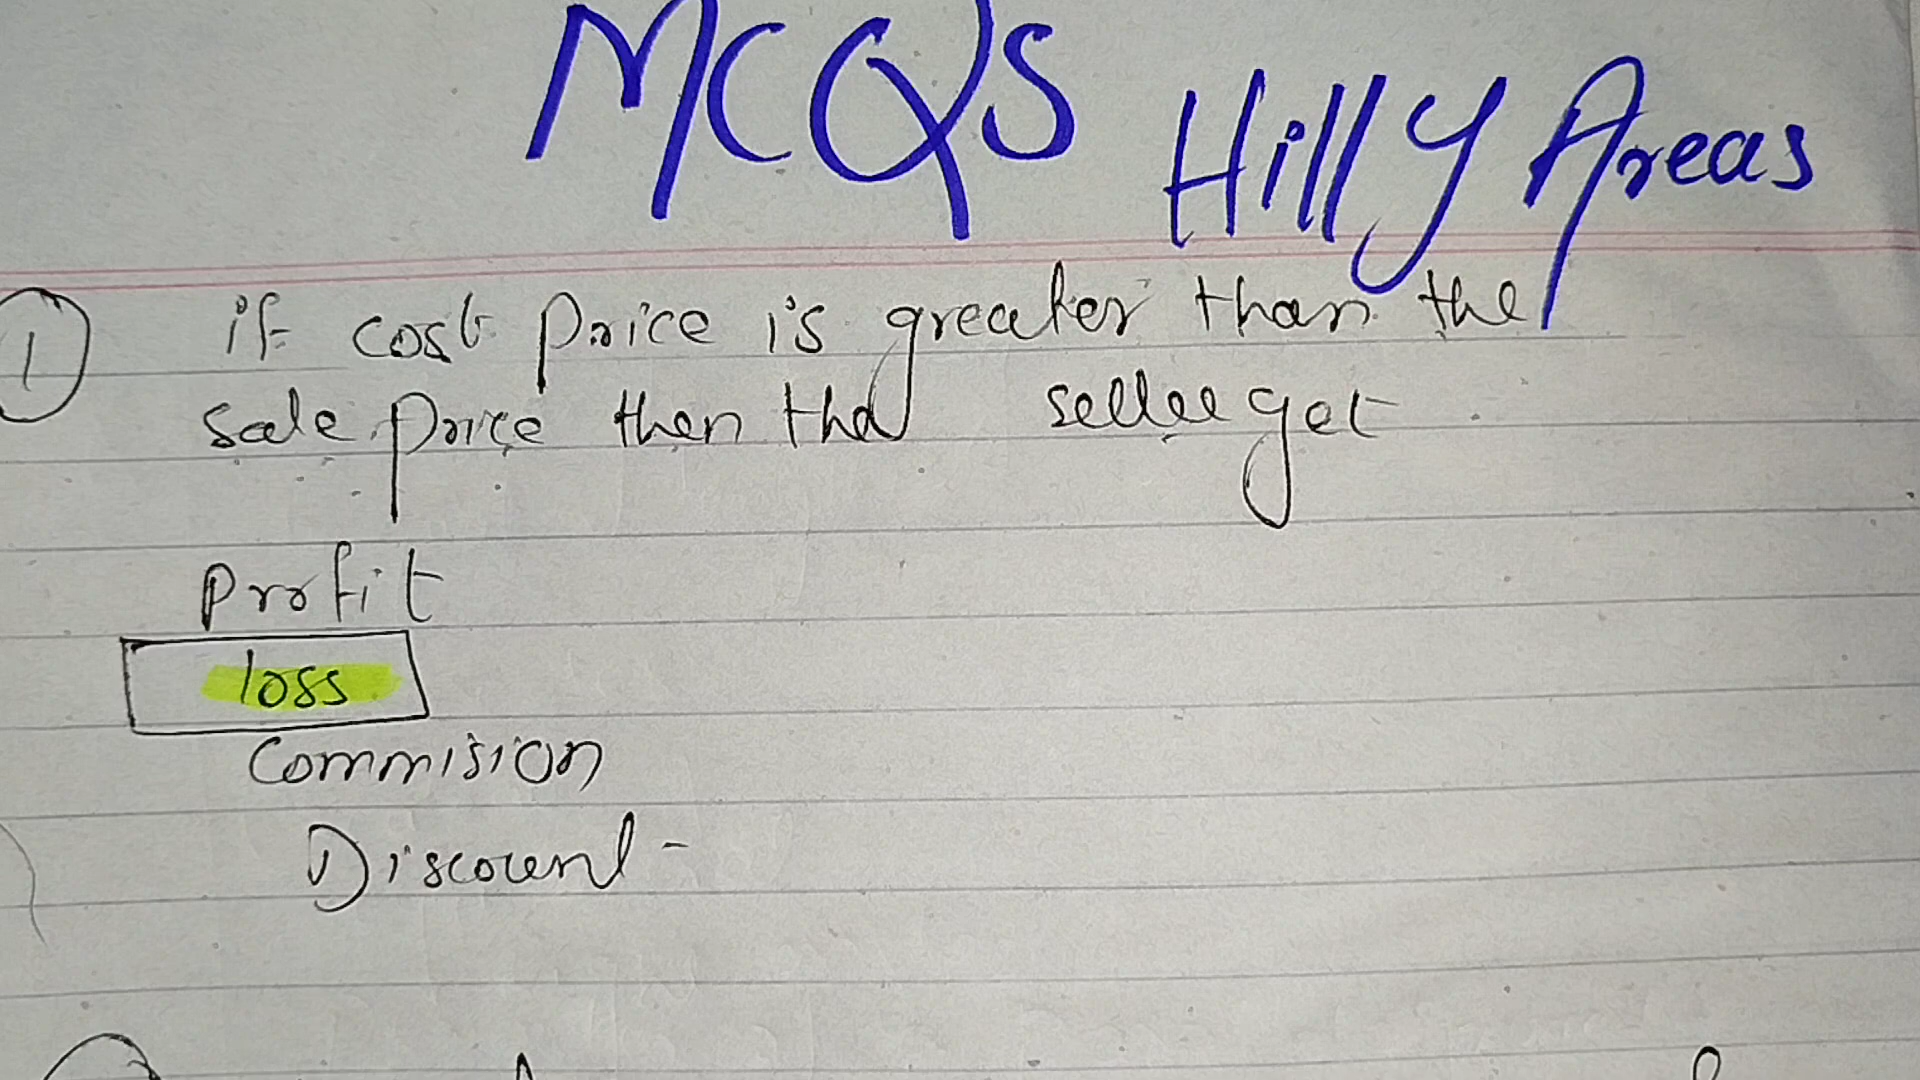 MCQS Hilly Areas
1 if cost price is greater than the
sale price then the seller get
Profit
loss
Commision
Discount -